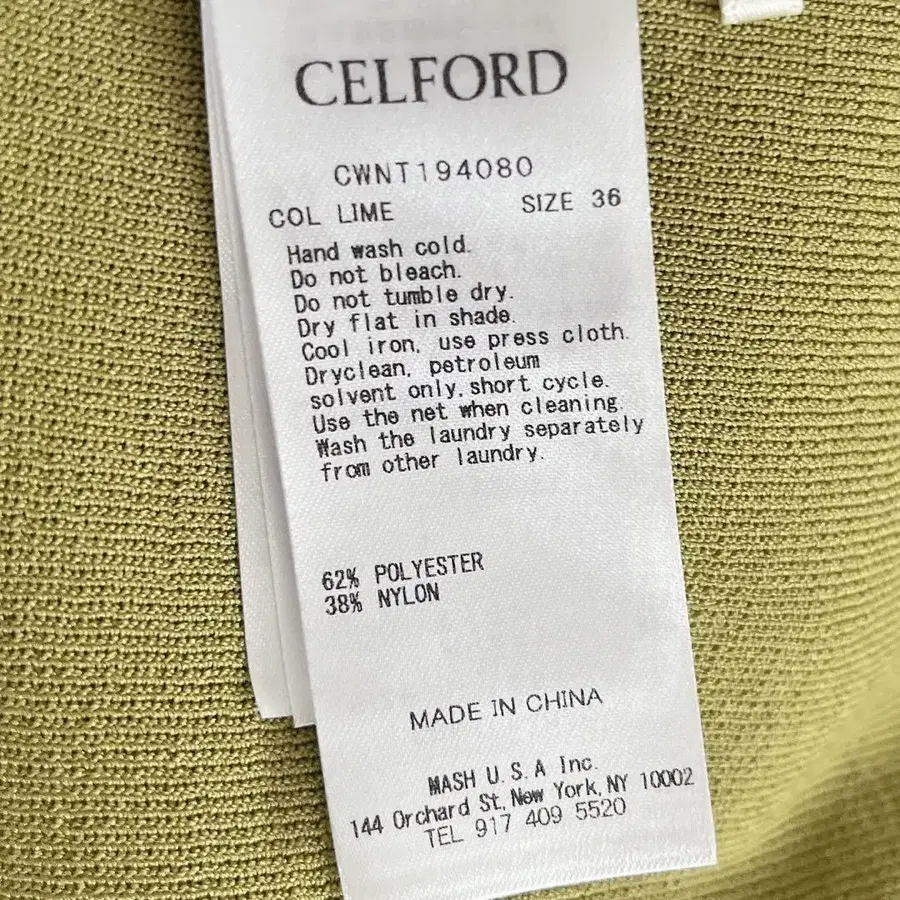 CELFORD
CWNT194080
COL LIME SIZE 36
Hand wash cold.
Do not bleach.
Do not tumble dry.
Dry flat in shade.
Cool iron, use press cloth.
Dryclean, petroleum
solvent only, short cycle.
Use the net when cleaning.
Wash the laundry separately
from other laundry.
62% POLYESTER
38% NYLON
MADE IN CHINA
MASH U.S.A Inc.
144 Orchard St, New York, NY 10002
TEL 917 409 5520